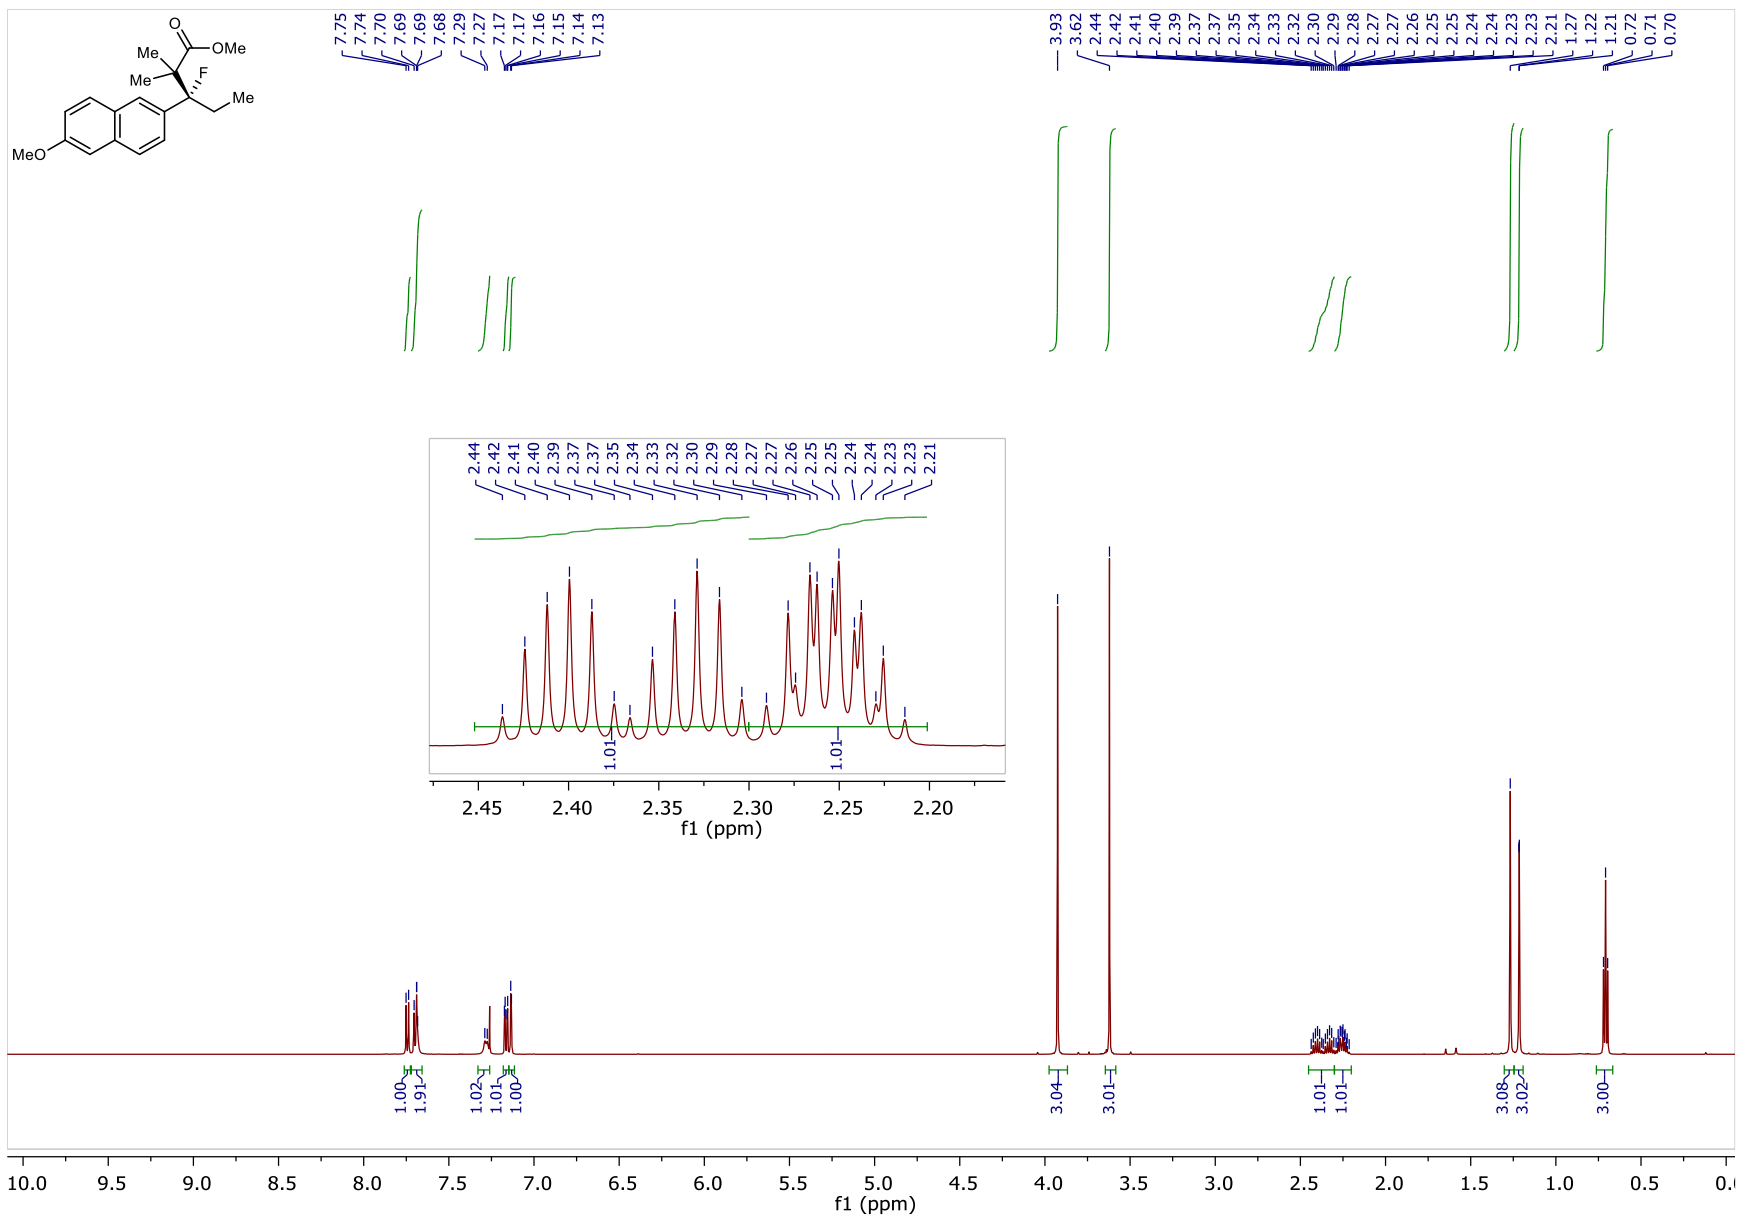 7.75 7.74 7.70 7.69 7.69 7.68 7.29 7.27 7.17 7.17 7.16 7.15 7.14 7.13
3.93 3.62 2.44 2.42 2.41 2.40 2.39 2.37 2.37 2.35 2.34 2.33 2.32 2.30 2.29 2.28 2.27 2.27 2.26 2.25 2.25 2.24 2.24 2.23 2.23 2.21 1.27 1.22 1.21 0.72 0.71 0.70
O
Me
OMe
Me
F
Me
MeO
2.44 2.42 2.41 2.40 2.39 2.37 2.37 2.35 2.34 2.33 2.32 2.30 2.29 2.28 2.27 2.27 2.26 2.25 2.25 2.24 2.24 2.23 2.23 2.21
1.01 1.01
2.45 2.40 2.35 2.30 2.25 2.20
f1 (ppm)
1.00 1.91 1.02 1.01 1.00 3.04 3.01 1.01 1.01 3.08 3.02 3.00
10.0 9.5 9.0 8.5 8.0 7.5 7.0 6.5 6.0 5.5 5.0 4.5 4.0 3.5 3.0 2.5 2.0 1.5 1.0 0.5
f1 (ppm)